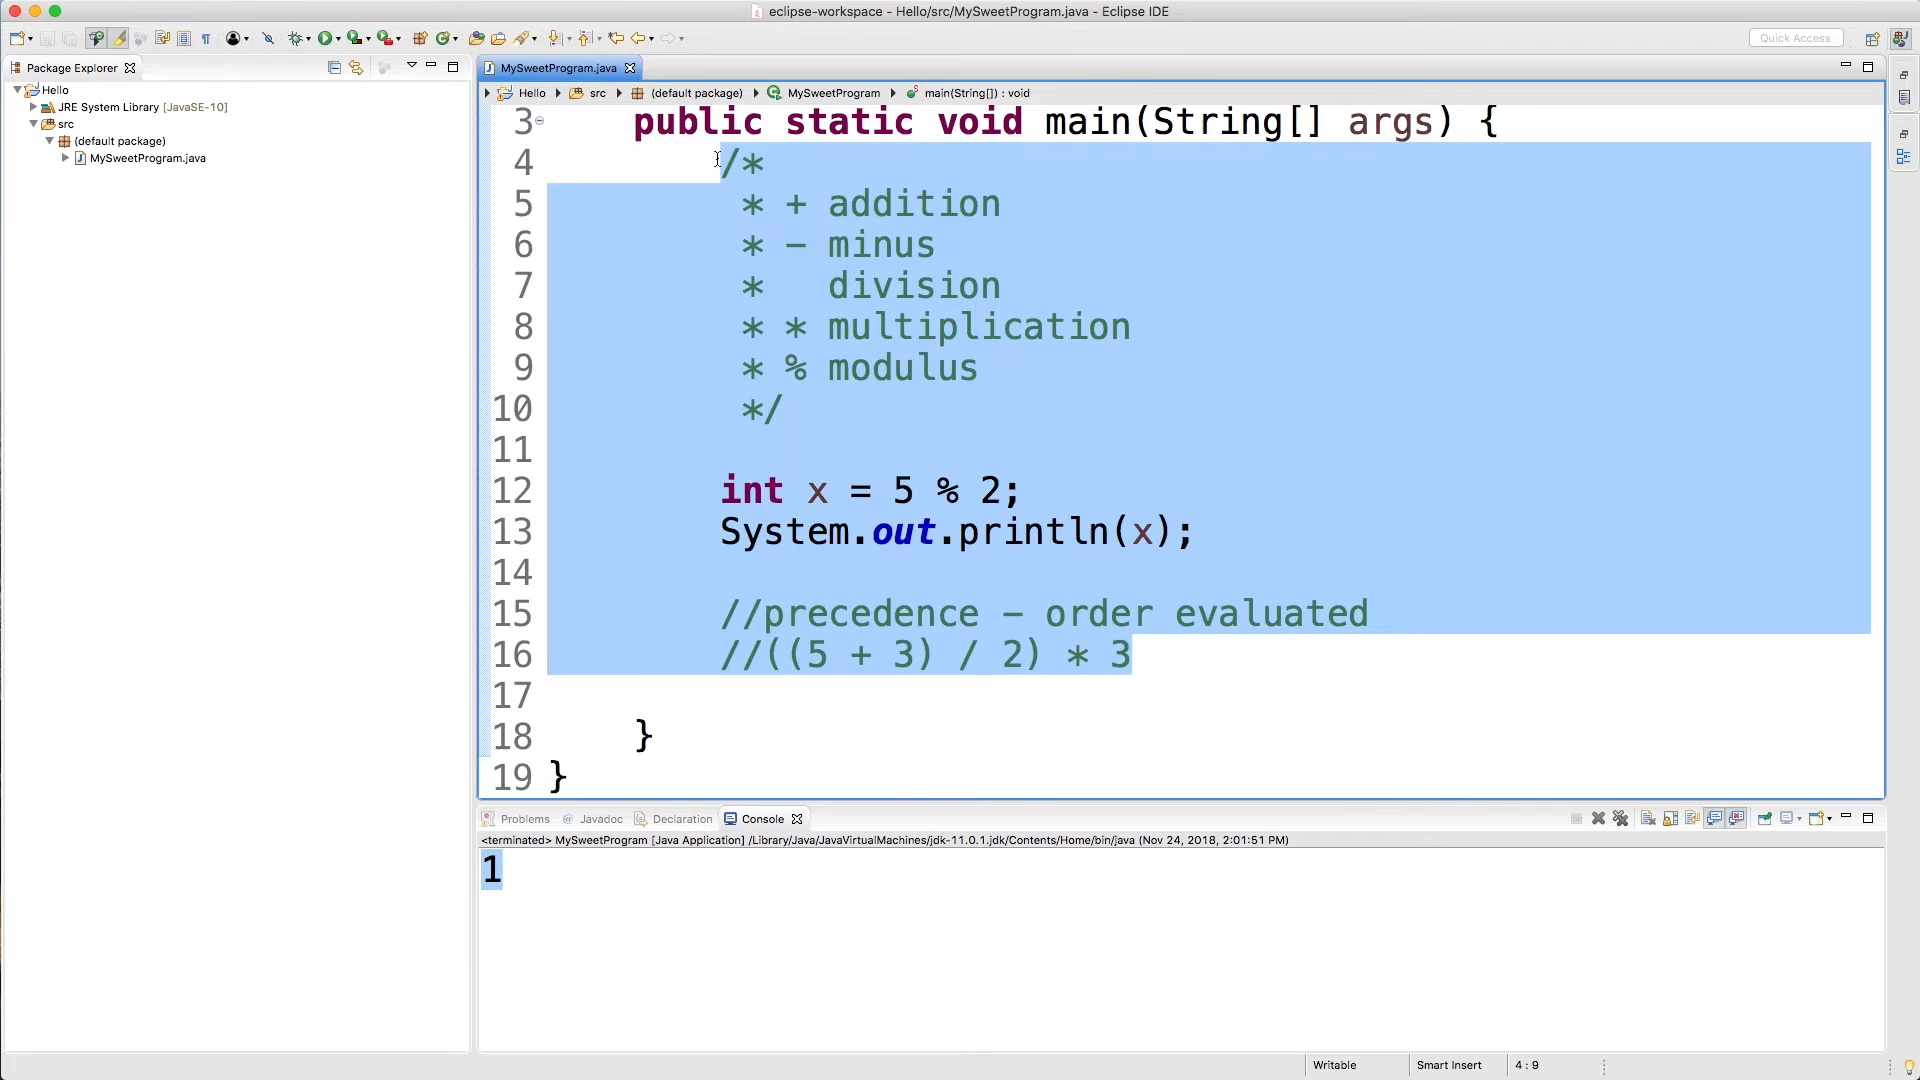 eclipse-workspace - Hello/src/MySweetProgram.java - Eclipse IDE
Quick Access
Package Explorer
Hello
JRE System Library [JavaSE-10]
src
(default package)
MySweetProgram.java
MySweetProgram.java
Hello src (default package) MySweetProgram main(String[]) : void
3 public static void main(String[] args) {
4 /*
5 * + addition
6 * - minus
7 * division
8 * * multiplication
9 * % modulus
10 */
11
12 int x = 5 % 2;
13 System.out.println(x);
14
15 //precedence - order evaluated
16 //((5 + 3) / 2) * 3
17
18 }
19 }
Problems Javadoc Declaration Console
<terminated> MySweetProgram [Java Application] /Library/Java/JavaVirtualMachines/jdk-11.0.1.jdk/Contents/Home/bin/java (Nov 24, 2018, 2:01:51 PM)
1
Writable Smart Insert 4 : 9